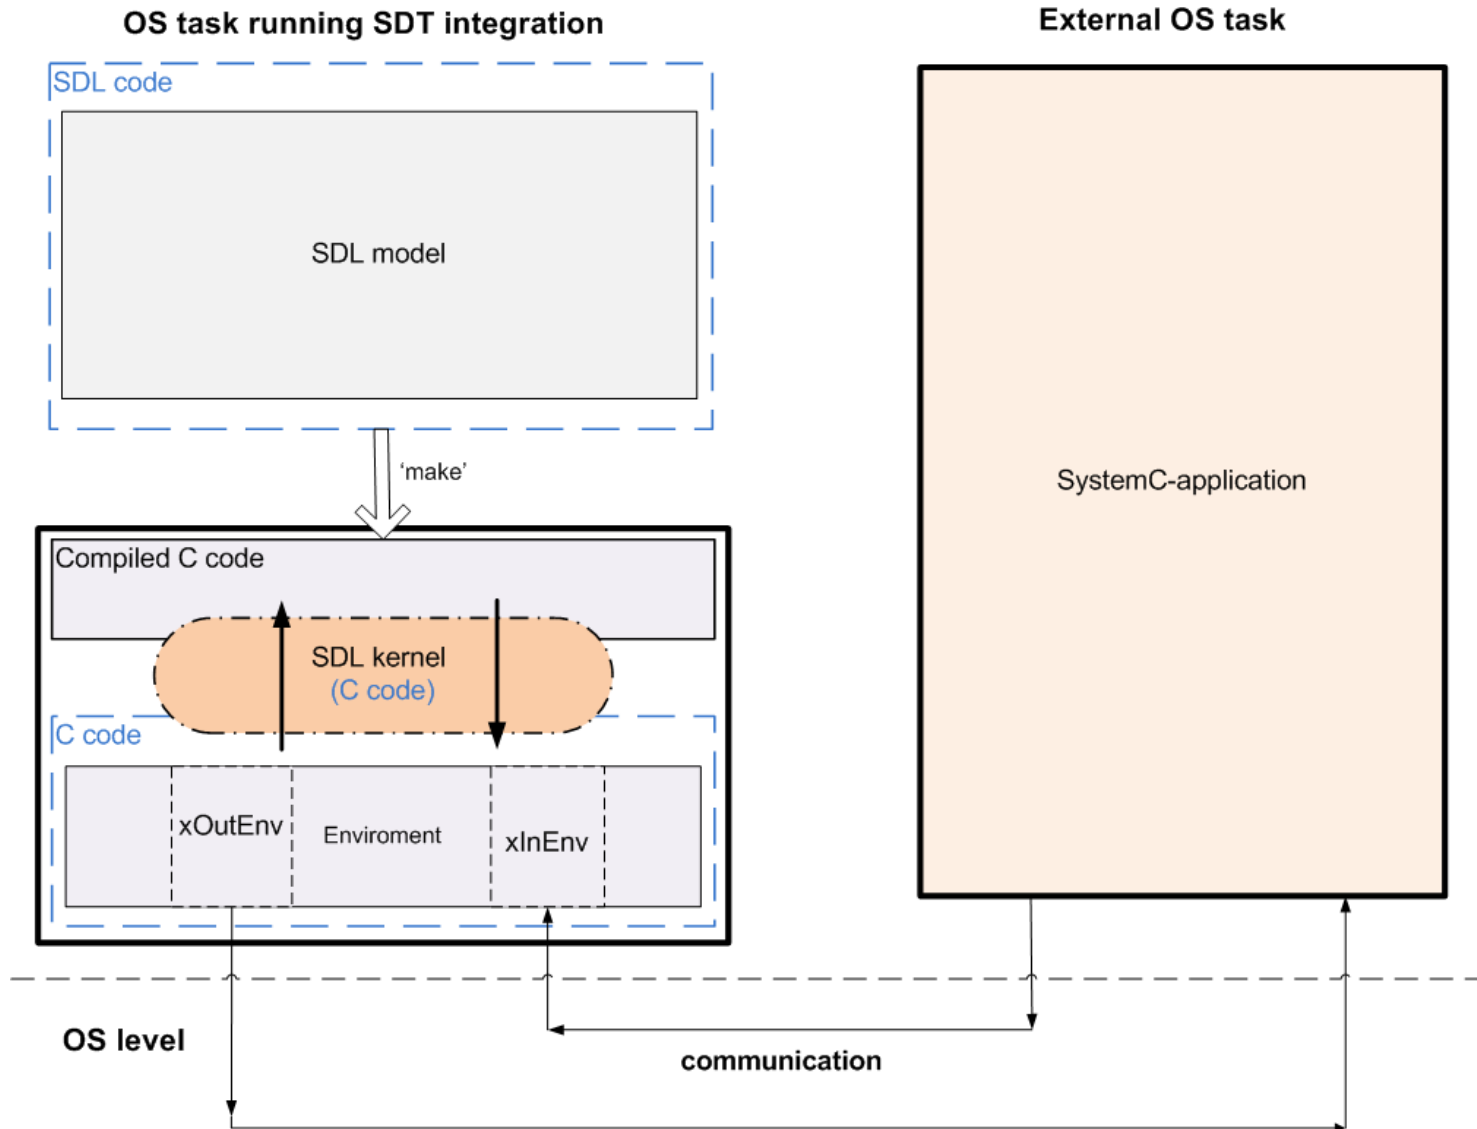 OS task running SDT integration
External OS task
SDL code
SDL model
‘make’
SystemC-application
Compiled C code
SDL kernel
(C code)
C code
xOutEnv
Enviroment
xInEnv
OS level
communication